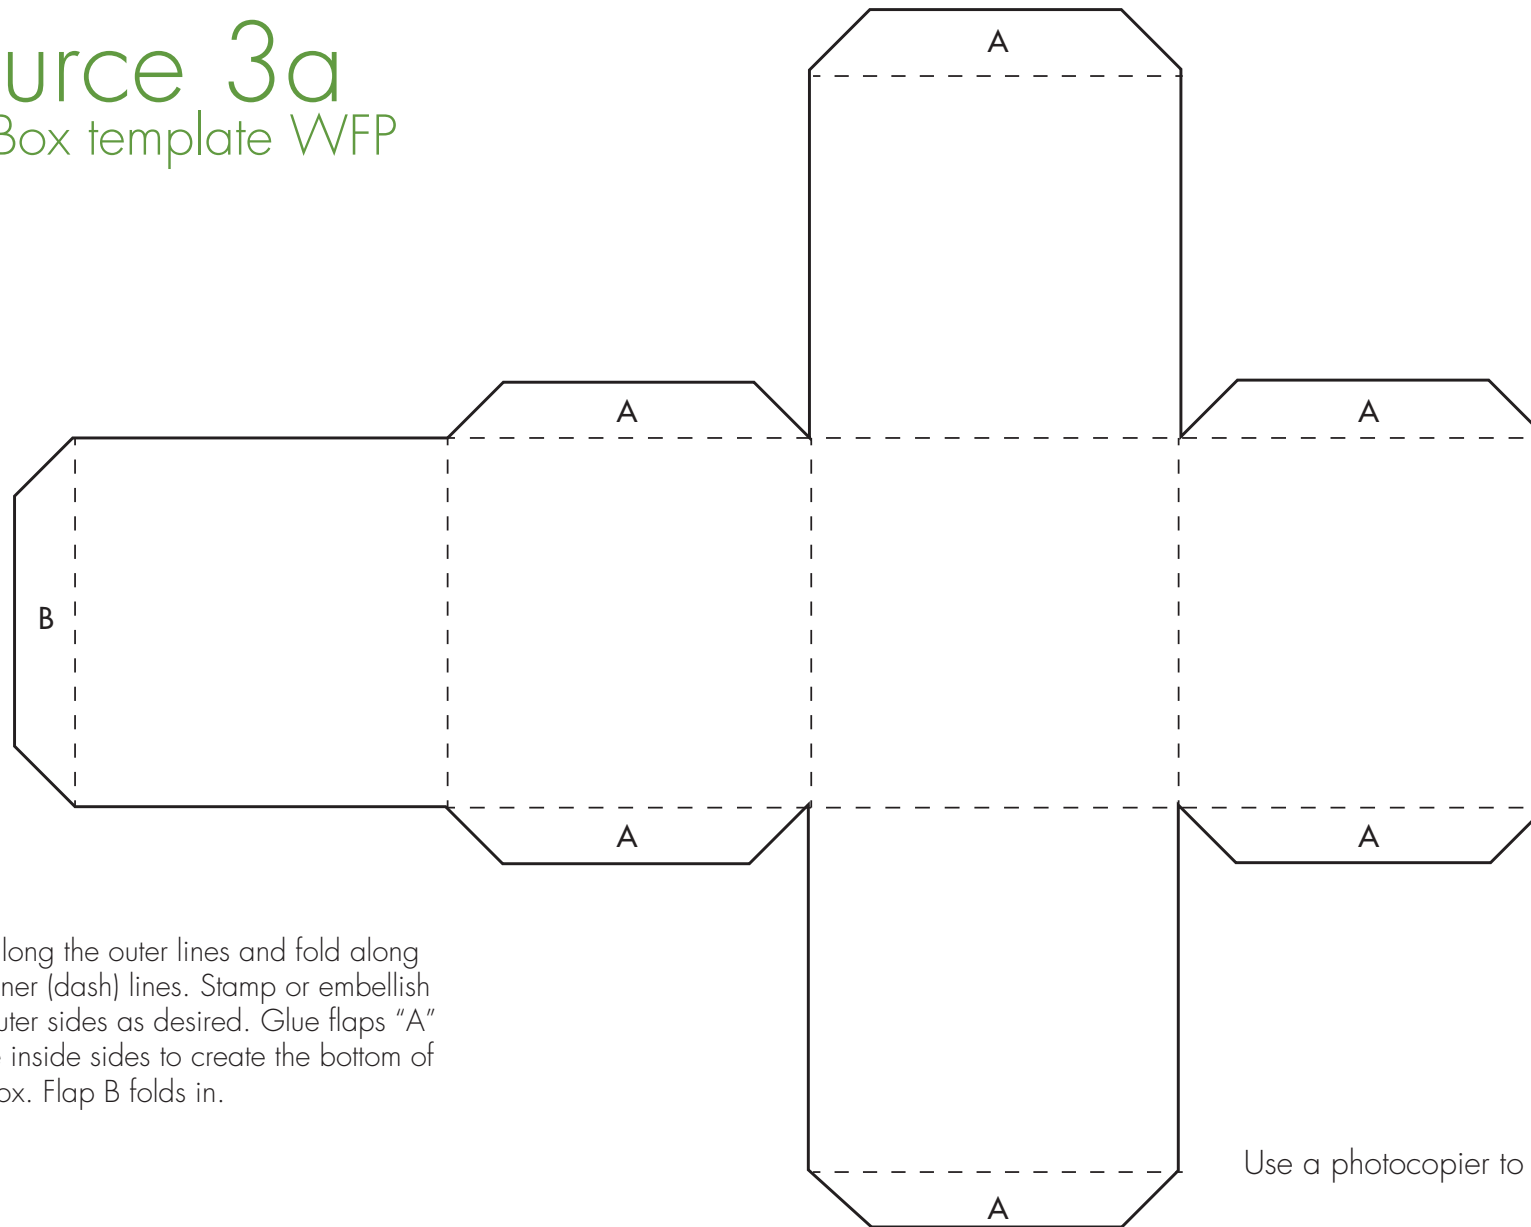 urce 3a
Box template WFP
A
A
A
B
A
A
long the outer lines and fold along
ner (dash) lines. Stamp or embellish
uter sides as desired. Glue flaps “A”
inside sides to create the bottom of
ox. Flap B folds in.
Use a photocopier to
A